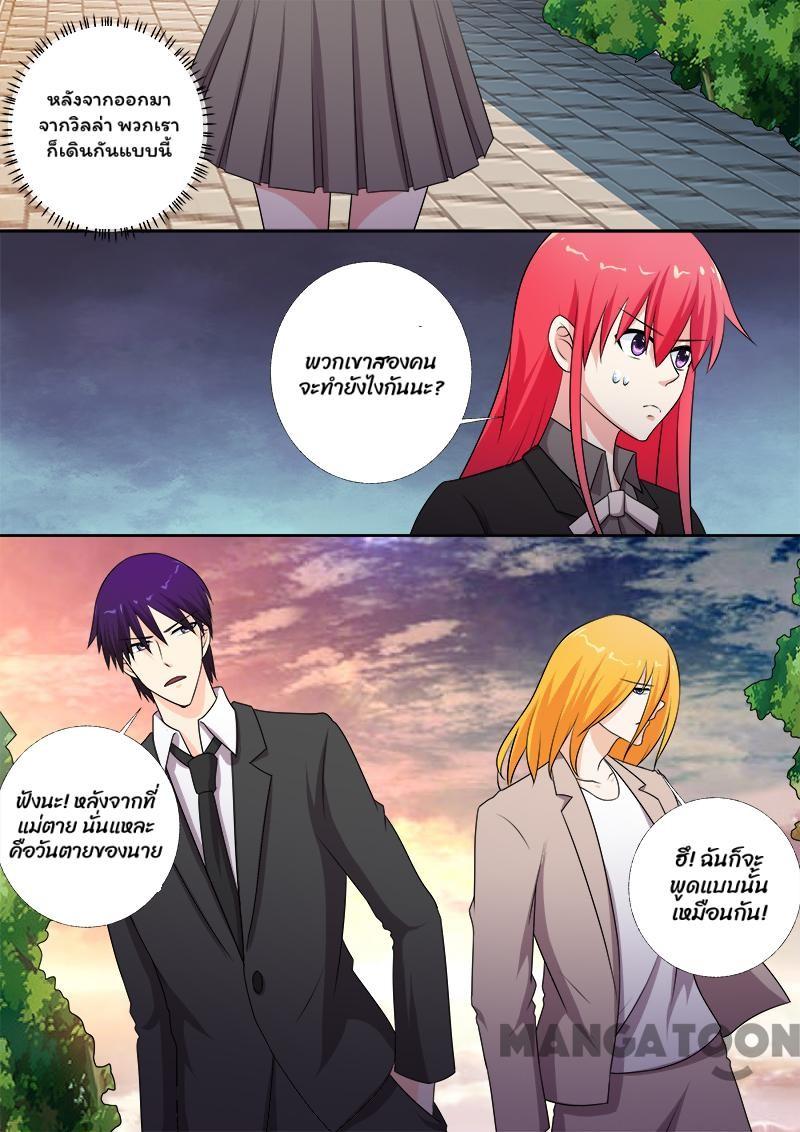 หลังจากออกมา
จากวิลล่า พวกเรา
ก็เดินกันแบบนี้
พวกเขาสองคน
จะทำยังไงกันนะ?
ฟังนะ! หลังจากที่
แม่ตาย นั่นแหละ
คือวันตายของนาย
ฮึ! ฉันก็จะ
พูดแบบนั้น
เหมือนกัน!
MANGATOON